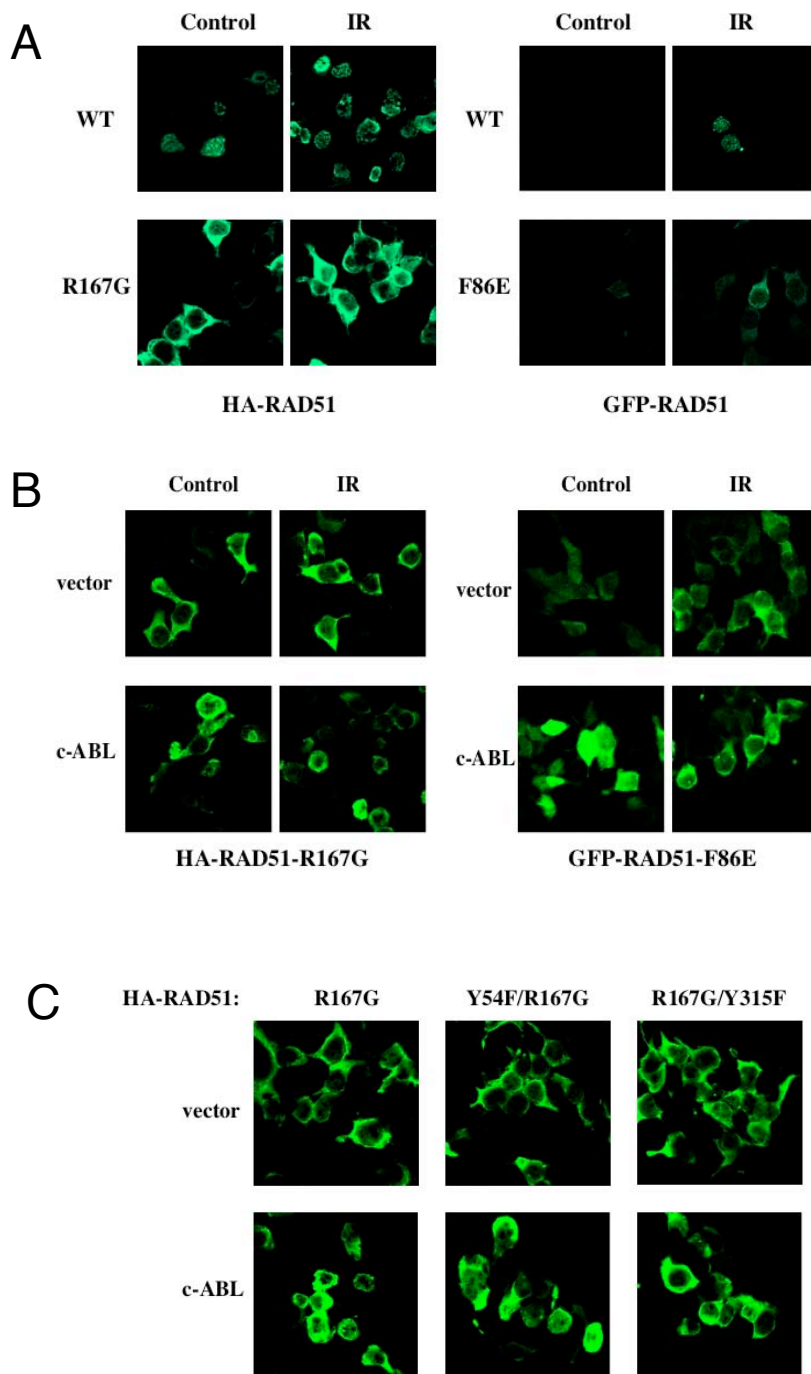 A
Control IR Control IR
WT WT
R167G F86E
HA-RAD51 GFP-RAD51
B
Control IR Control IR
vector vector
c-ABL c-ABL
HA-RAD51-R167G GFP-RAD51-F86E
C
HA-RAD51: R167G Y54F/R167G R167G/Y315F
vector
c-ABL